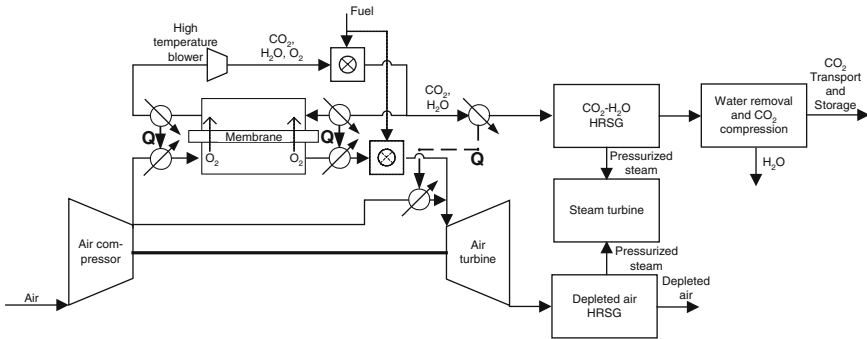 Fuel
High
temperature
blower
CO2,
H2O, O2
CO2,
H2O
CO2
Transport
and
Storage
Q
Membrane
Q
O2
O2
Q
CO2-H2O
HRSG
Water removal
and CO2
compression
H2O
Pressurized
steam
Steam turbine
Air com-
pressor
Air
turbine
Pressurized
steam
Air
Depleted air
HRSG
Depleted
air